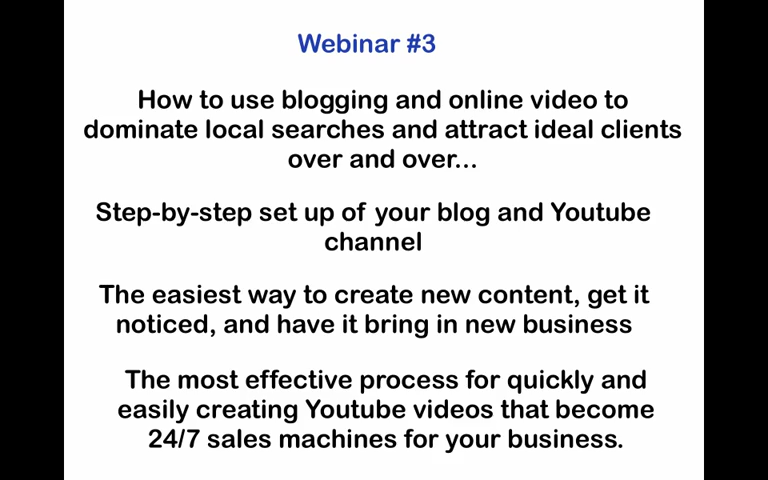 Webinar #3
How to use blogging and online video to
dominate local searches and attract ideal clients
over and over...
Step-by-step set up of your blog and Youtube
channel
The easiest way to create new content, get it
noticed, and have it bring in new business
The most effective process for quickly and
easily creating Youtube videos that become
24/7 sales machines for your business.